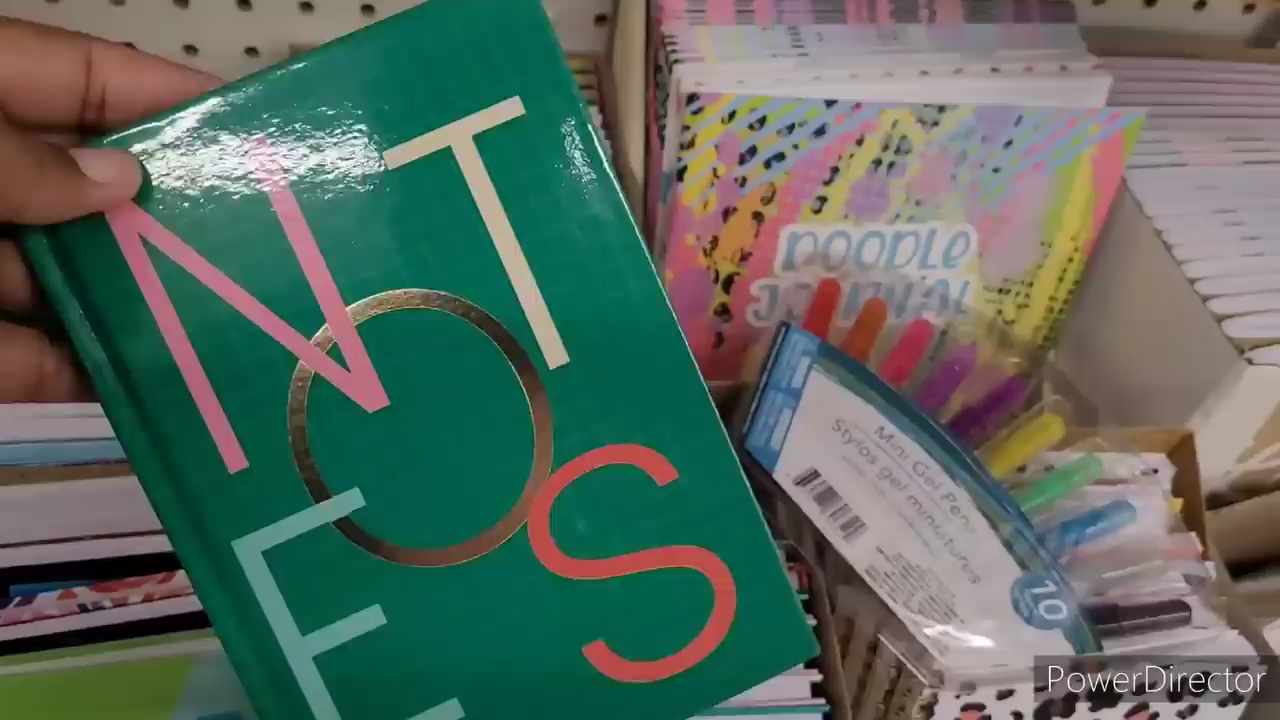 NOTES
DOODLE
JOURNAL
Mini Gel Pens
Stylos gel miniatures
10
PowerDirector